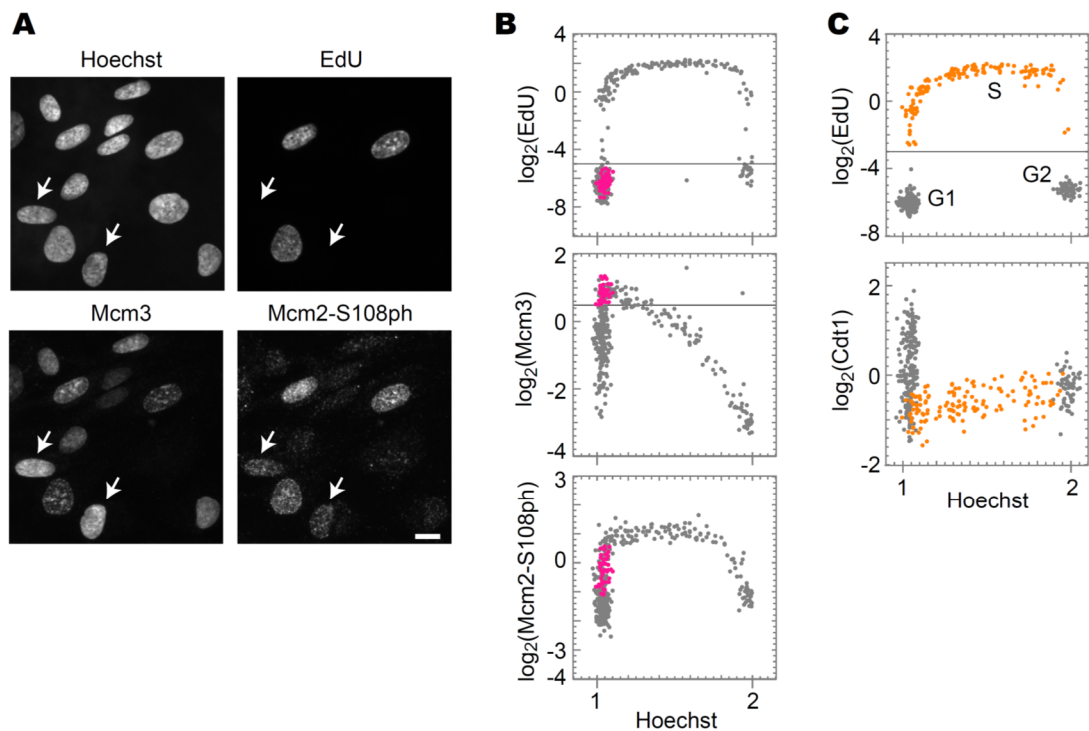 A
Hoechst EdU
Mcm3 Mcm2-S108ph
B
4
0
-4
-8
log2(EdU)
2
0
-2
-4
log2(Mcm3)
3
0
-3
-4
log2(Mcm2-S108ph)
1 2
Hoechst
C
4
0
-4
-8
log2(EdU)
S
G1
G2
2
0
-2
log2(Cdt1)
1 2
Hoechst